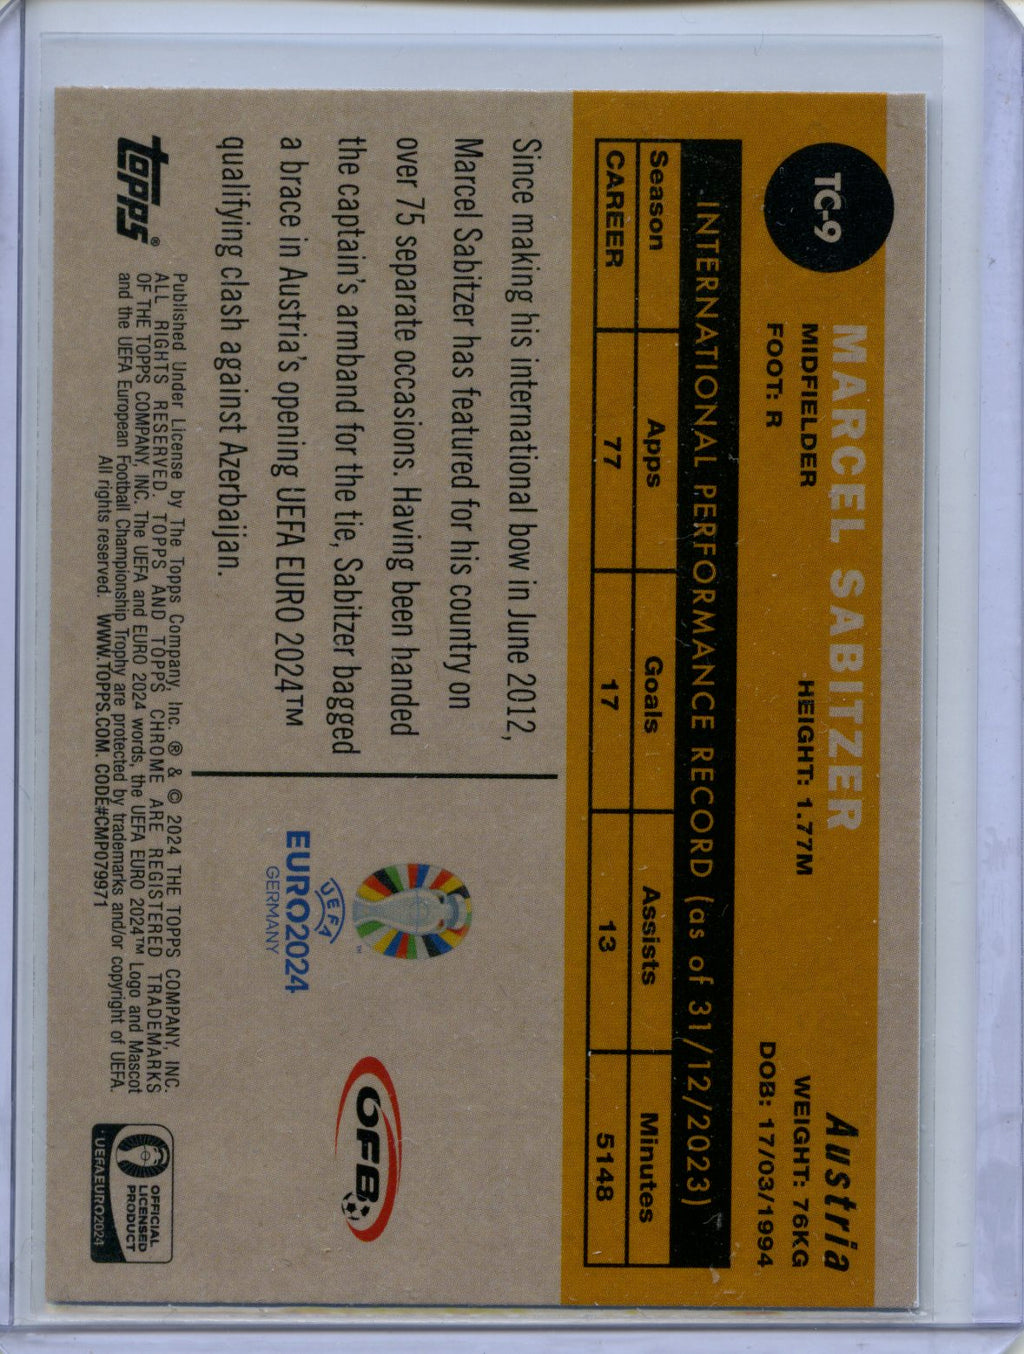 TC-9
MARCEL SABITZER
Austria
MIDFIELDER
HEIGHT: 1.77M
WEIGHT: 76KG
FOOT: R
DOB: 17/03/1994
INTERNATIONAL PERFORMANCE RECORD (as of 31/12/2023)
Season Apps Goals Assists Minutes
CAREER 77 17 13 5148
Since making his international bow in June 2012,
Marcel Sabitzer has featured for his country on
over 75 separate occasions. Having been handed
the captain's armband for the tie, Sabitzer bagged
a brace in Austria's opening UEFA EURO 2024™
qualifying clash against Azerbaijan.
UEFA
EURO2024
GERMANY
ÖFB
topps®
Published Under License by The Topps Company, Inc. ® & © 2024 THE TOPPS COMPANY, INC.
ALL RIGHTS RESERVED. TOPPS AND TOPPS CHROME ARE REGISTERED TRADEMARKS
OF THE TOPPS COMPANY, INC. The UEFA and EURO 2024 words, the UEFA EURO 2024™ Logo and Mascot
and the UEFA European Football Championship Trophy are protected by trademarks and/or copyright of UEFA.
All rights reserved. WWW.TOPPS.COM. CODE#CMP079971
OFFICIAL
LICENSED
PRODUCT
UEFAEURO2024